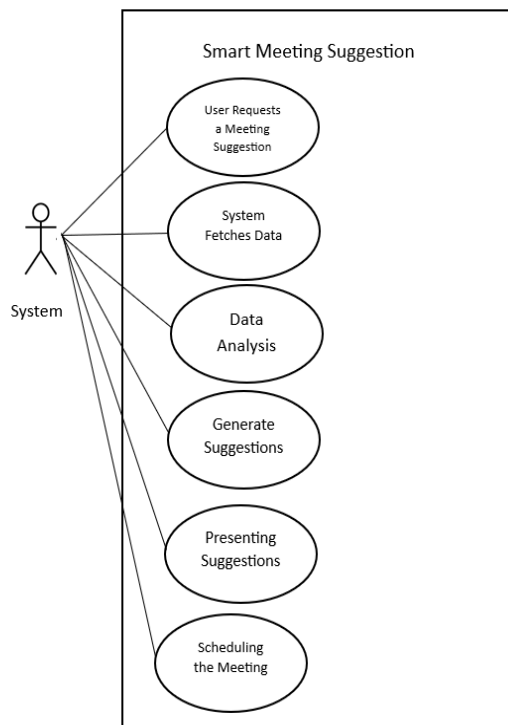 Smart Meeting Suggestion
User Requests
a Meeting
Suggestion
System
Fetches Data
System
Data
Analysis
Generate
Suggestions
Presenting
Suggestions
Scheduling
the Meeting